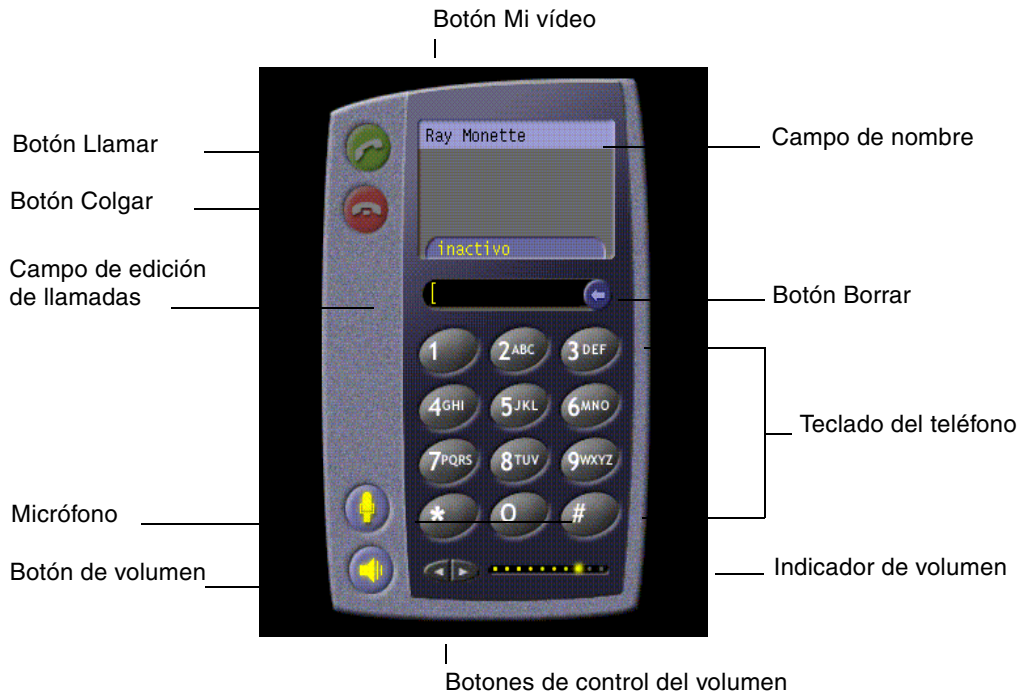 Botón Mi vídeo
Botón Llamar
Ray Monette
Campo de nombre
Botón Colgar
inactivo
Campo de edición
de llamadas
[
Botón Borrar
1 2ABC 3DEF
4GHI 5JKL 6MNO
Teclado del teléfono
7PQRS 8TUV 9WXYZ
Micrófono
* 0 #
Botón de volumen
Indicador de volumen
Botones de control del volumen